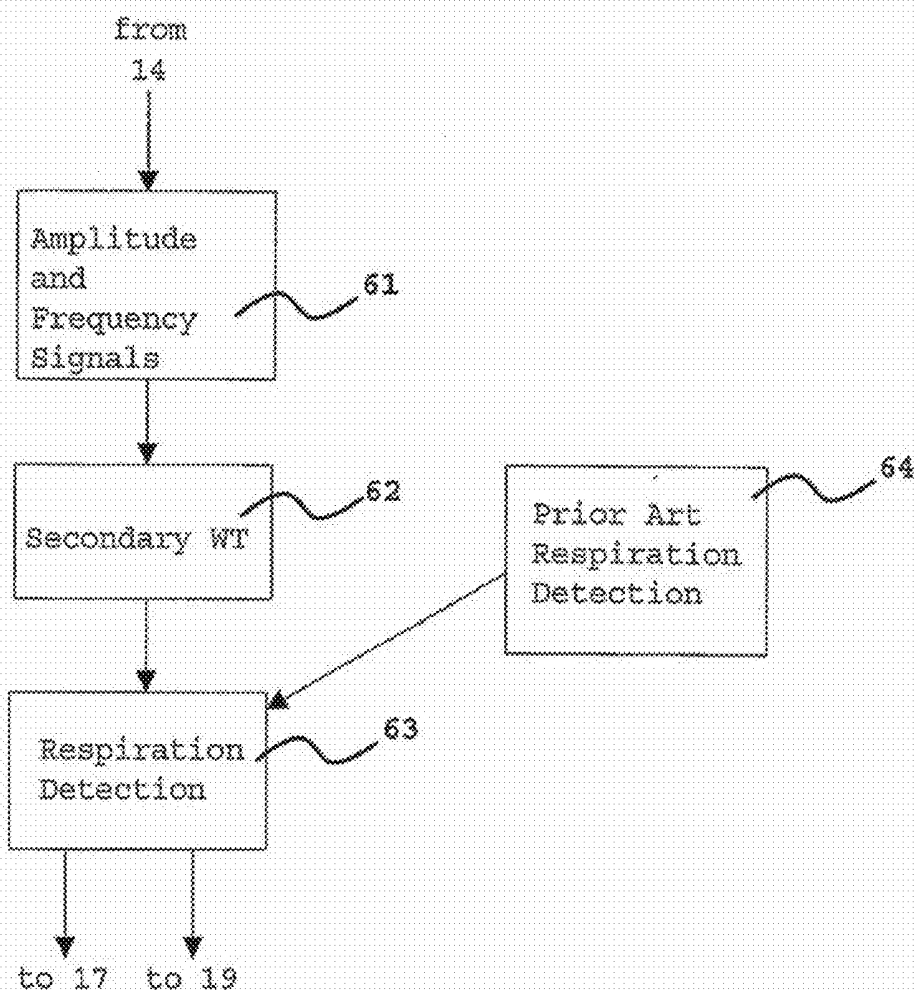 from
14
Amplitude
and
Frequency
Signals
61
Secondary WT
62
Prior Art
Respiration
Detection
64
Respiration
Detection
63
to 17
to 19